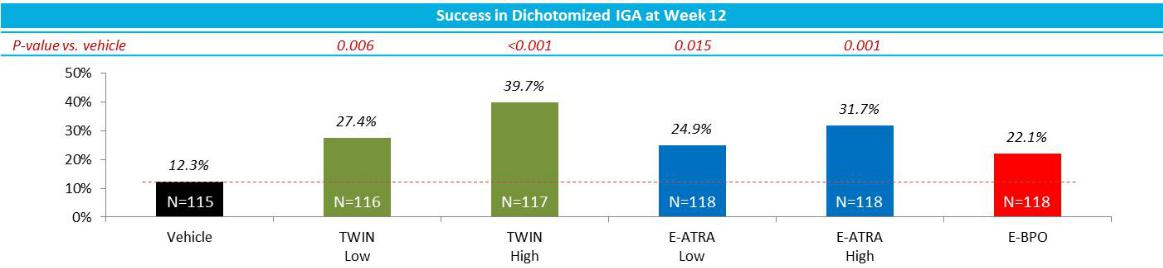 Success in Dichotomized IGA at Week 12
P-value vs. vehicle 0.006 <0.001 0.015 0.001
50%
40%
30%
20%
10%
0%
12.3% 27.4% 39.7% 24.9% 31.7% 22.1%
N=115 N=116 N=117 N=118 N=118 N=118
Vehicle TWIN TWIN E-ATRA E-ATRA E-BPO
Low High Low High